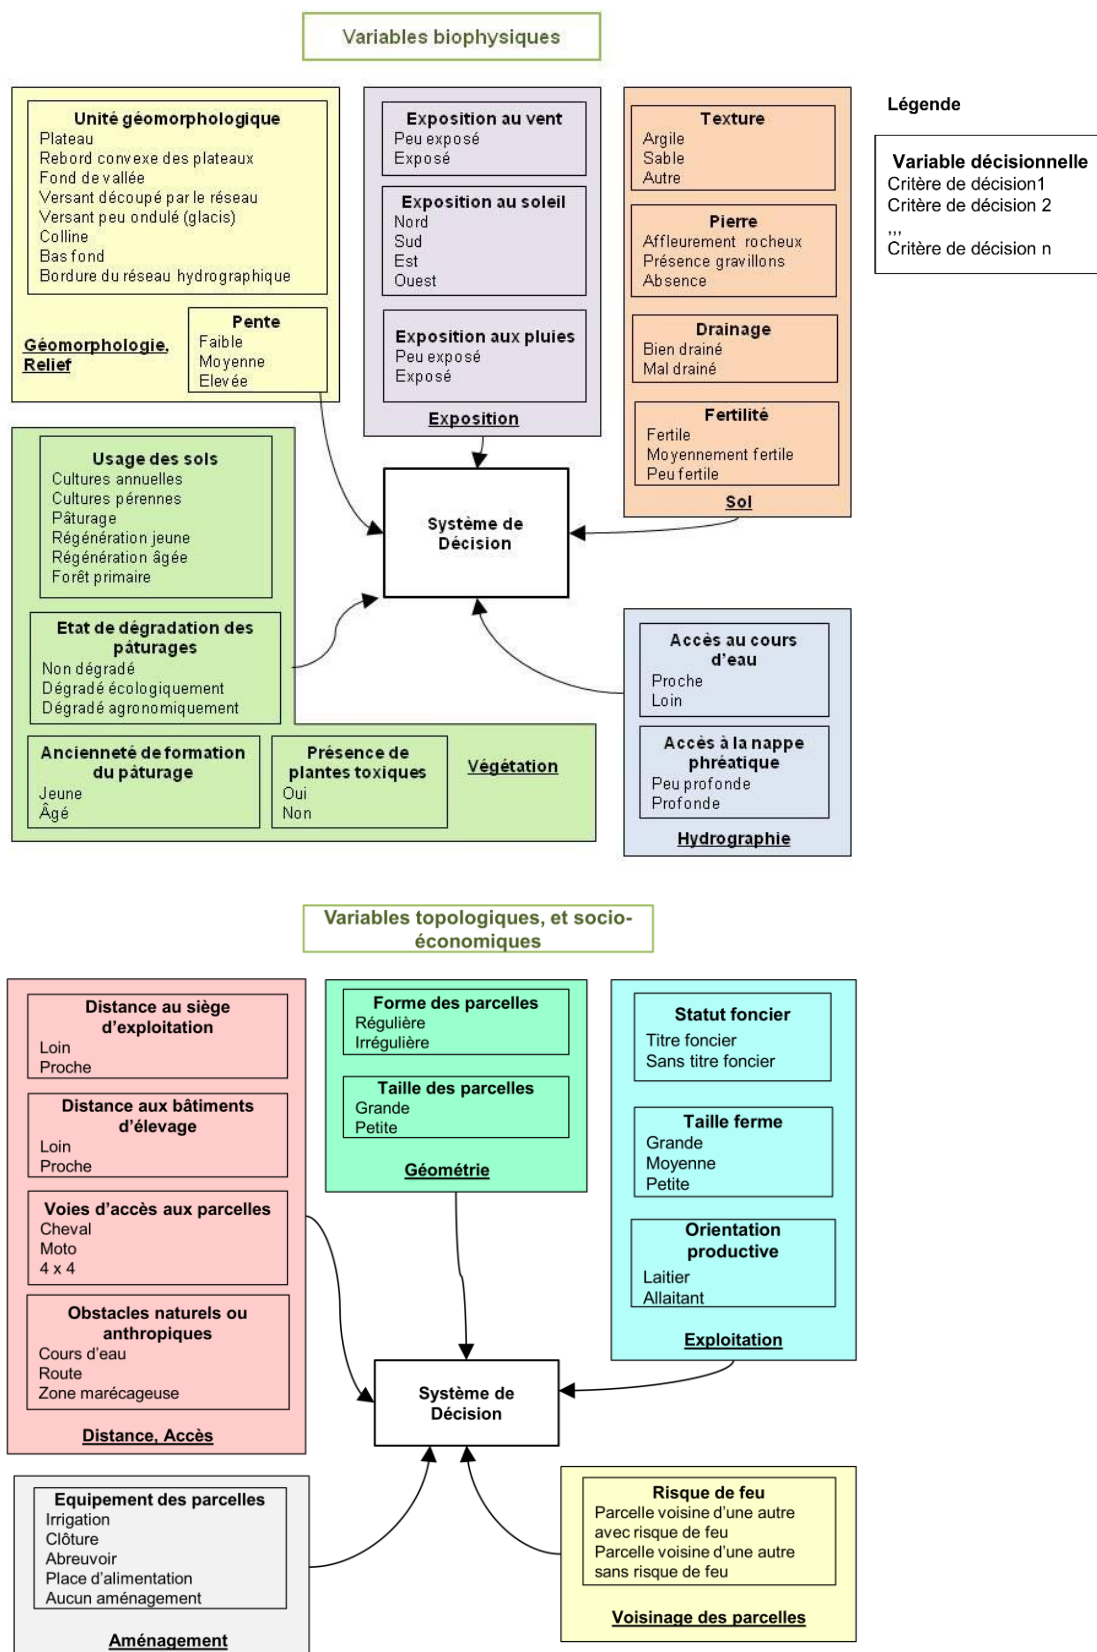 Variables biophysiques
Unité géomorphologique
Plateau
Rebord convexe des plateaux
Fond de vallée
Versant découpé par le réseau
Versant peu ondulé (glacis)
Colline
Bas fond
Bordure du réseau hydrographique
Pente
Faible
Moyenne
Elevée
Géomorphologie,
Relief
Exposition au vent
Peu exposé
Exposé
Exposition au soleil
Nord
Sud
Est
Ouest
Exposition aux pluies
Peu exposé
Exposé
Exposition
Texture
Argile
Sable
Autre
Pierre
Affleurement rocheux
Présence gravillons
Absence
Drainage
Bien drainé
Mal drainé
Fertilité
Fertile
Moyennement fertile
Peu fertile
Sol
Légende
Variable décisionnelle
Critère de décision1
Critère de décision 2
,,,
Critère de décision n
Usage des sols
Cultures annuelles
Cultures pérennes
Pâturage
Régénération jeune
Régénération âgée
Forêt primaire
Etat de dégradation des
pâturages
Non dégradé
Dégradé écologiquement
Dégradé agronomiquement
Ancienneté de formation
du pâturage
Jeune
Âgé
Présence de
plantes toxiques
Oui
Non
Végétation
Système de
Décision
Accès au cours
d'eau
Proche
Loin
Accès à la nappe
phréatique
Peu profonde
Profonde
Hydrographie
Variables topologiques, et socio-
économiques
Distance au siège
d'exploitation
Loin
Proche
Distance aux bâtiments
d'élevage
Loin
Proche
Voies d'accès aux parcelles
Cheval
Moto
4 x 4
Obstacles naturels ou
anthropiques
Cours d'eau
Route
Zone marécageuse
Distance, Accès
Forme des parcelles
Régulière
Irrégulière
Taille des parcelles
Grande
Petite
Géométrie
Statut foncier
Titre foncier
Sans titre foncier
Taille ferme
Grande
Moyenne
Petite
Orientation
productive
Laitier
Allaitant
Exploitation
Système de
Décision
Equipement des parcelles
Irrigation
Clôture
Abreuvoir
Place d'alimentation
Aucun aménagement
Aménagement
Risque de feu
Parcelle voisine d'une autre
avec risque de feu
Parcelle voisine d'une autre
sans risque de feu
Voisinage des parcelles